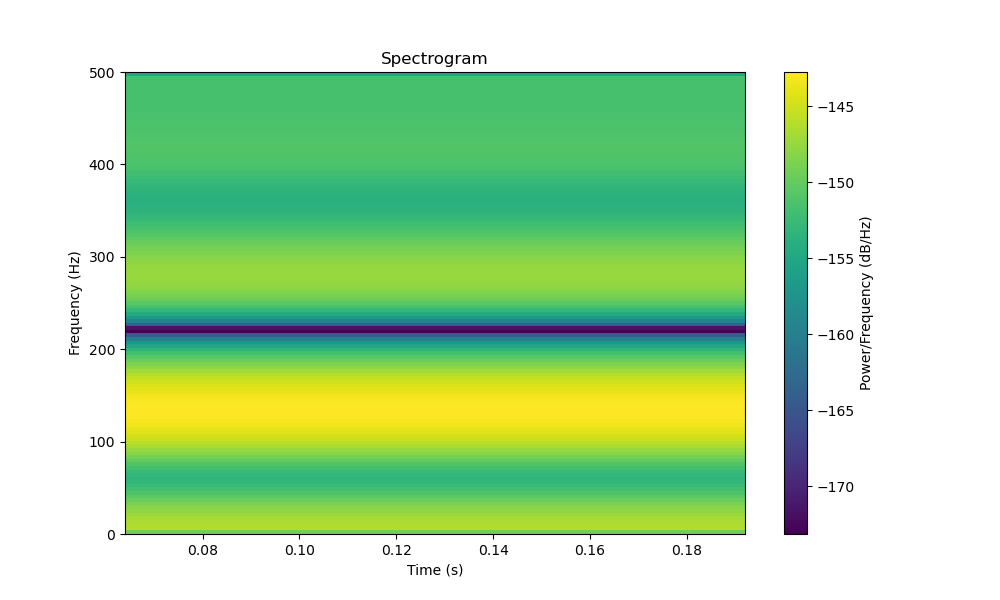 Spectrogram
500
400
300
200
100
0
Frequency (Hz)
0.08 0.10 0.12 0.14 0.16 0.18
Time (s)
−145
−150
−155
−160
−165
−170
Power/Frequency (dB/Hz)